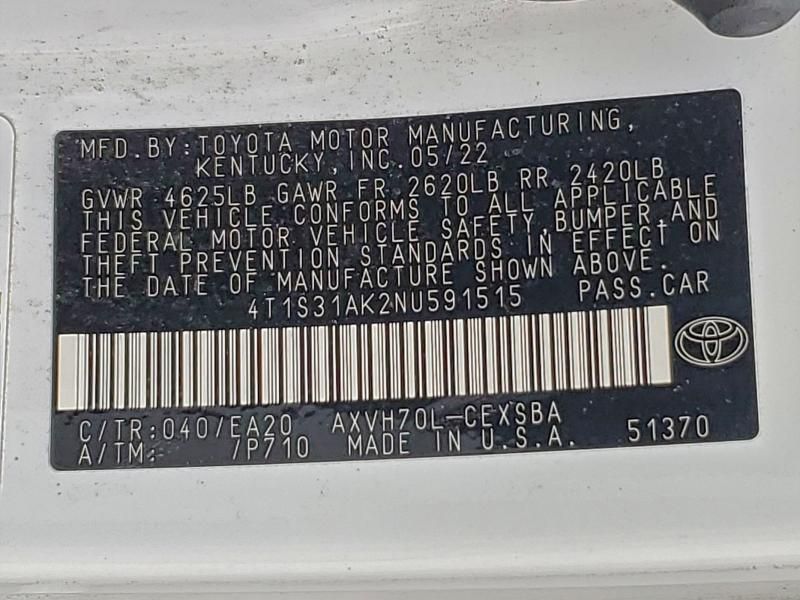 MFD. BY: TOYOTA MOTOR MANUFACTURING,
KENTUCKY, INC. 05/22
GVWR 4625LB GAWR FR 2620LB RR 2420LB
THIS VEHICLE CONFORMS TO ALL APPLICABLE
FEDERAL MOTOR VEHICLE SAFETY, BUMPER, AND
THEFT PREVENTION STANDARDS IN EFFECT ON
THE DATE OF MANUFACTURE SHOWN ABOVE.
4T1S31AK2NU591515 PASS.CAR
C/TR:040/EA20 AXVH70L-CEXSBA
A/TM: /P710 MADE IN U.S.A. 51370